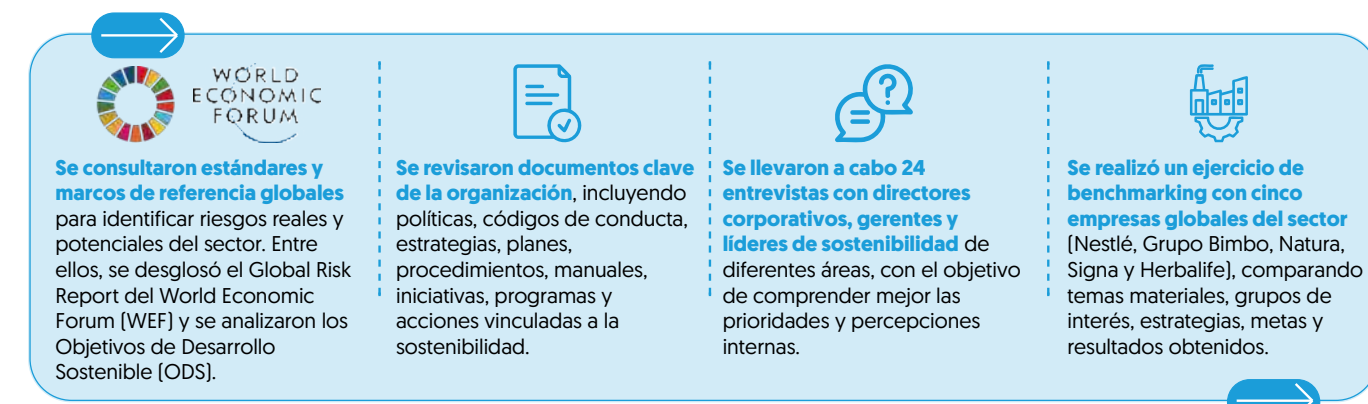 WORLD
ECONOMIC
FORUM
Se consultaron estándares y
marcos de referencia globales
para identificar riesgos reales y
potenciales del sector. Entre
ellos, se desglosó el Global Risk
Report del World Economic
Forum (WEF) y se analizaron los
Objetivos de Desarrollo
Sostenible (ODS).
Se revisaron documentos clave
de la organización, incluyendo
políticas, códigos de conducta,
estrategias, planes,
procedimientos, manuales,
iniciativas, programas y
acciones vinculadas a la
sostenibilidad.
Se llevaron a cabo 24
entrevistas con directores
corporativos, gerentes y
líderes de sostenibilidad de
diferentes áreas, con el objetivo
de comprender mejor las
prioridades y percepciones
internas.
Se realizó un ejercicio de
benchmarking con cinco
empresas globales del sector
(Nestlé, Grupo Bimbo, Natura,
Signa y Herbalife), comparando
temas materiales, grupos de
interés, estrategias, metas y
resultados obtenidos.